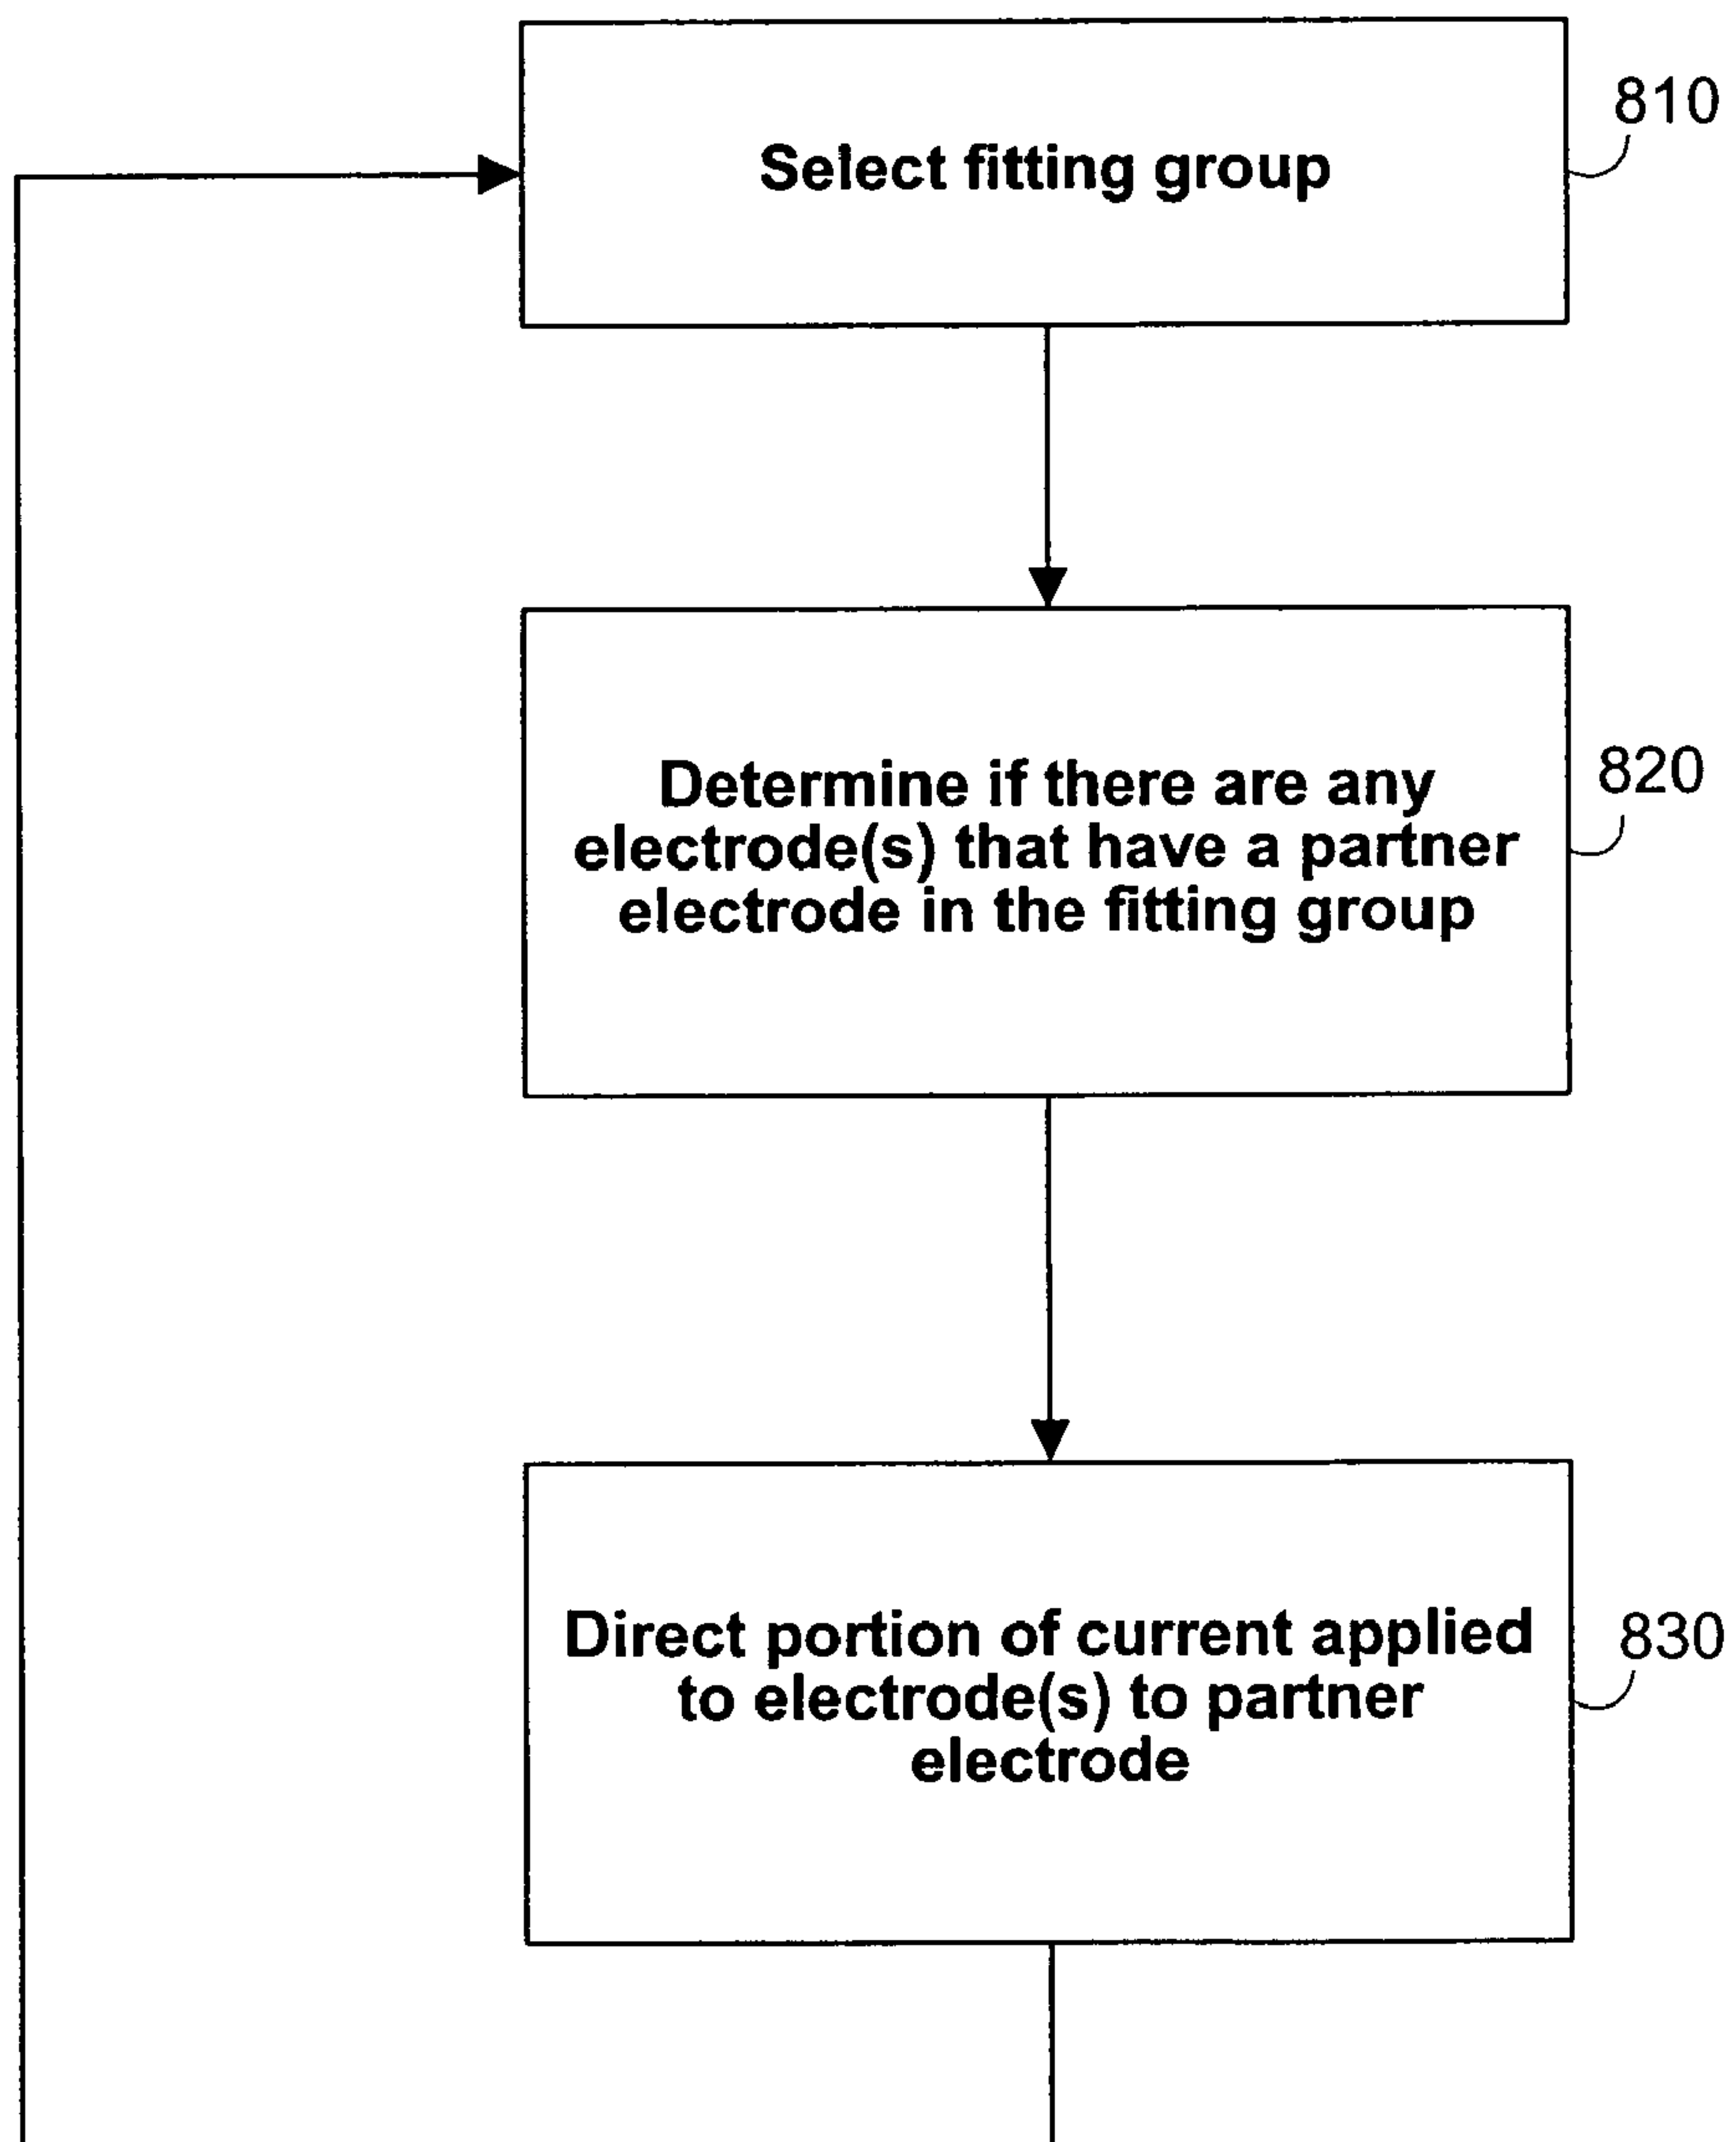 Select fitting group
810
Determine if there are any
electrode(s) that have a partner
electrode in the fitting group
820
Direct portion of current applied
to electrode(s) to partner
electrode
830